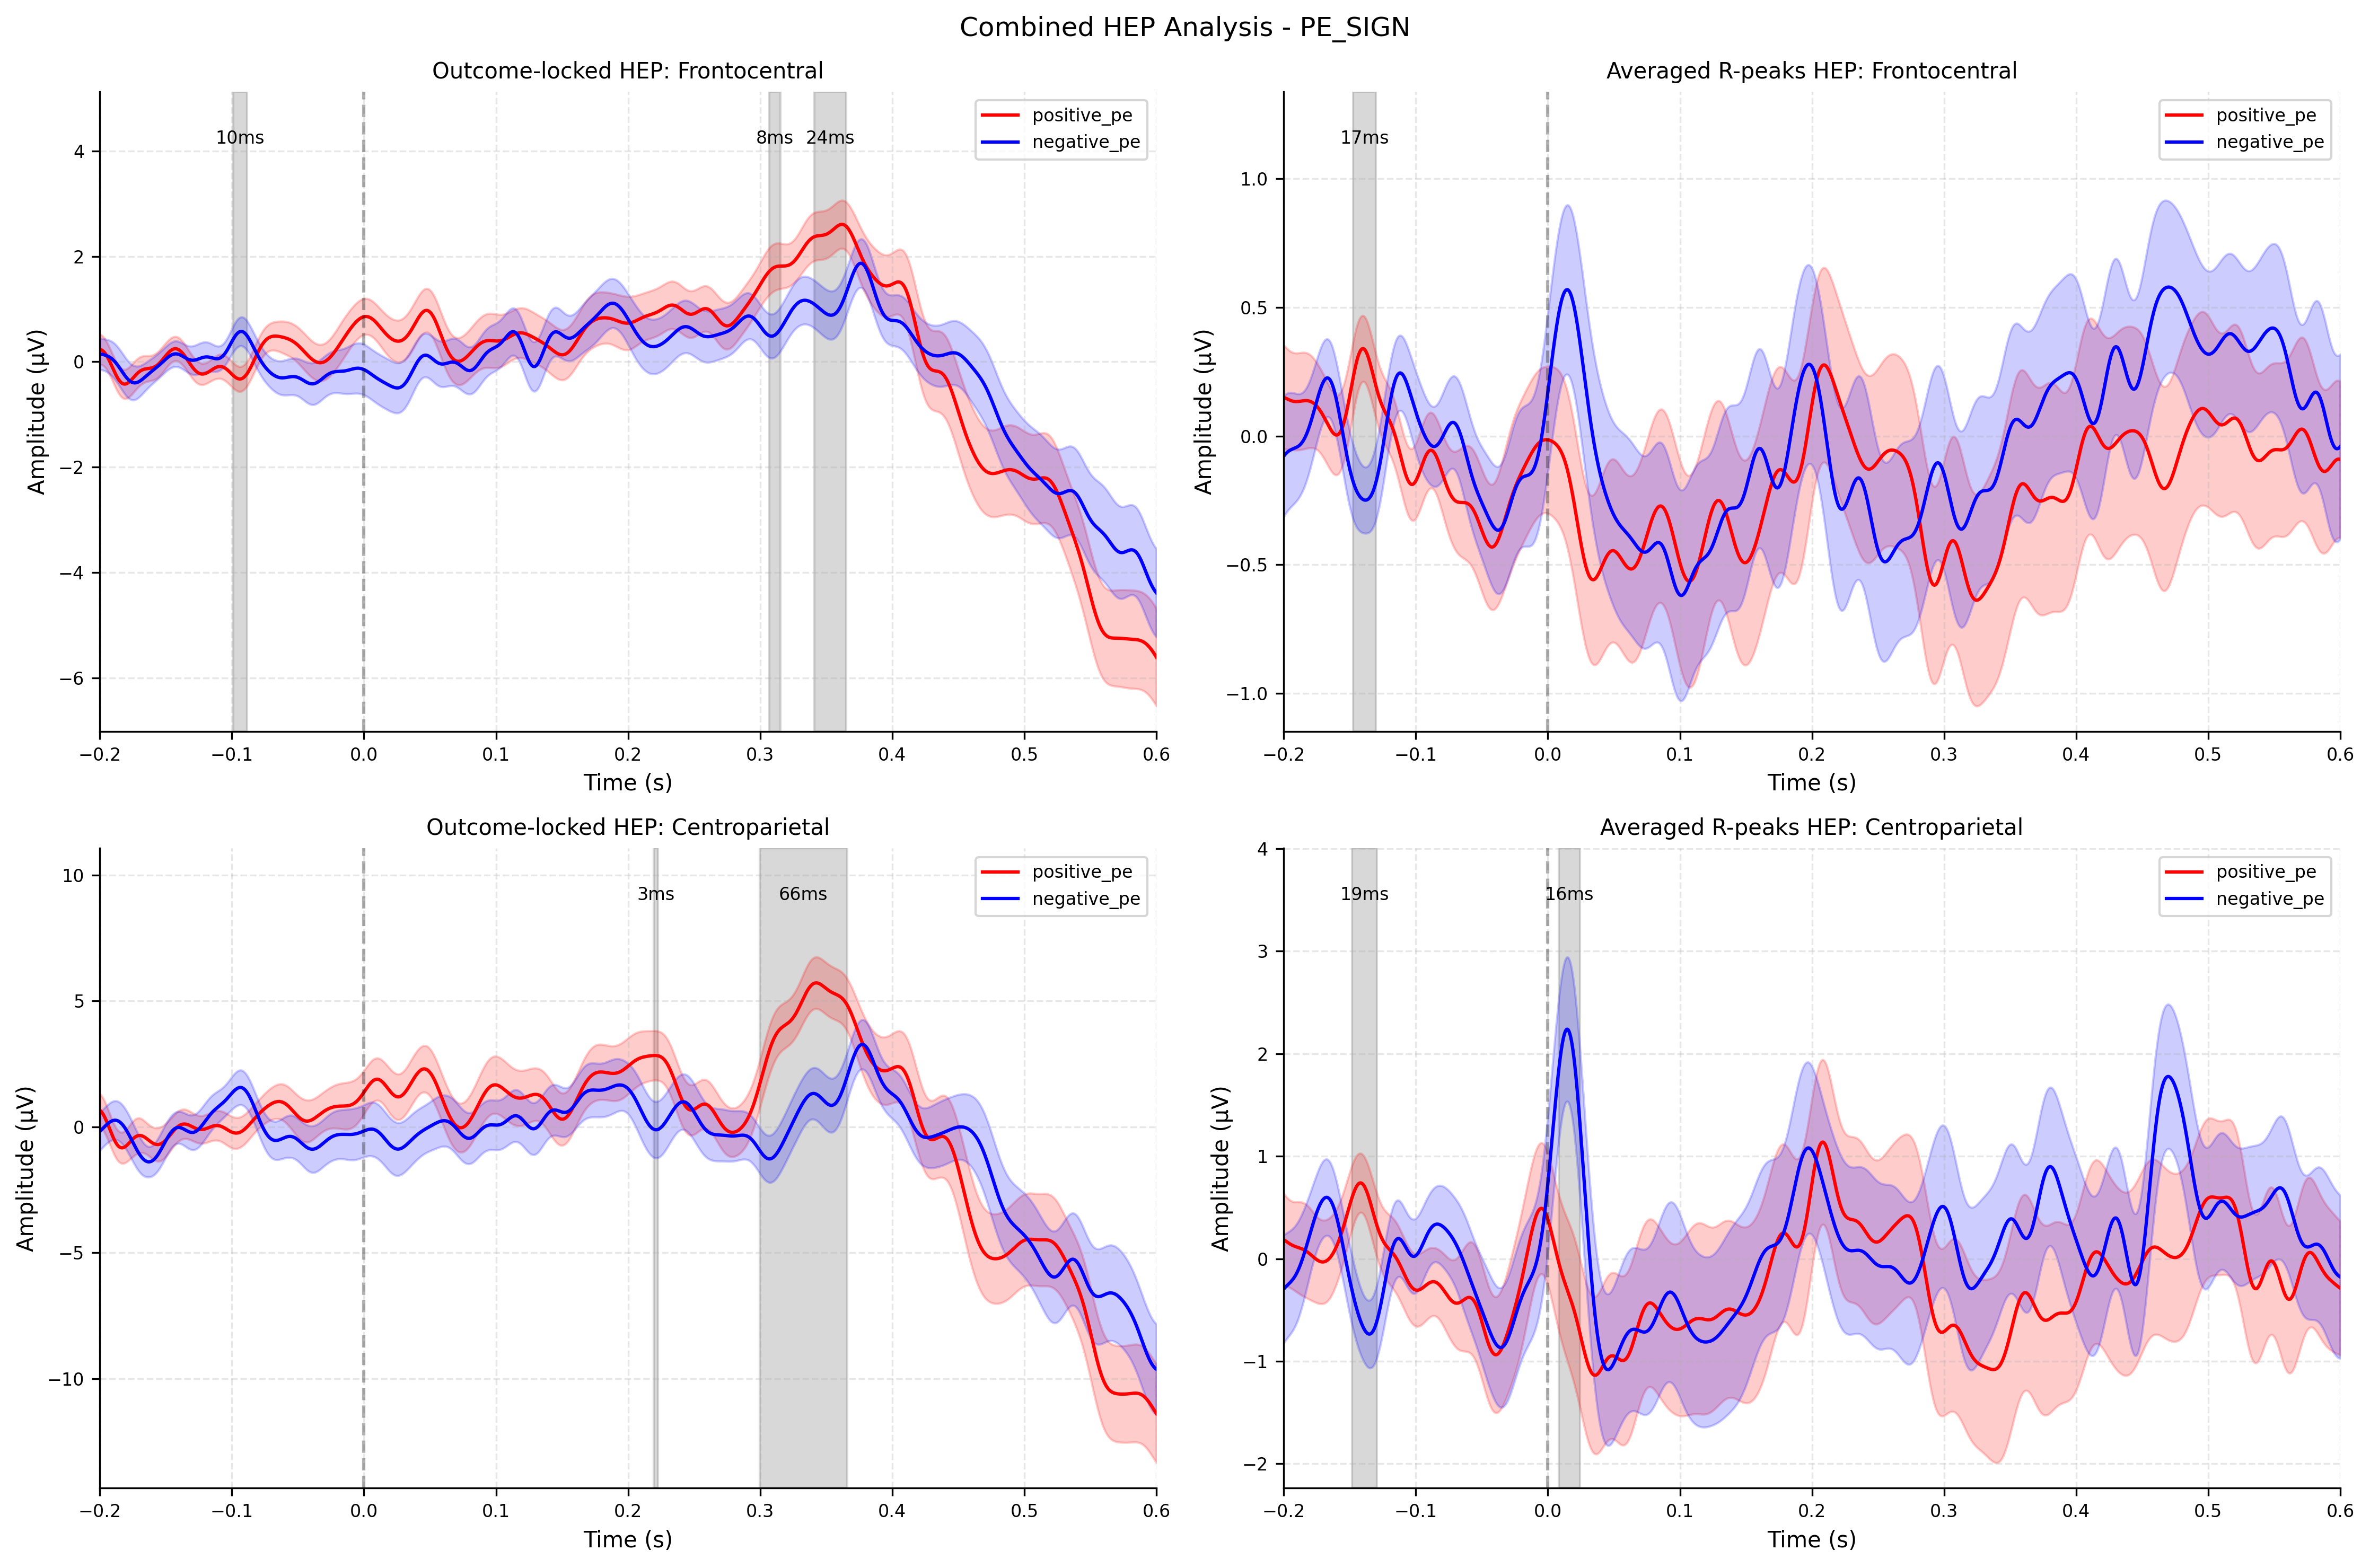 Combined HEP Analysis - PE_SIGN
Outcome-locked HEP: Frontocentral
10ms
8ms
24ms
positive_pe
negative_pe
4
2
0
−2
−4
−6
Amplitude (µV)
−0.2
−0.1
0.0
0.1
0.2
0.3
0.4
0.5
0.6
Time (s)
Averaged R-peaks HEP: Frontocentral
17ms
positive_pe
negative_pe
1.0
0.5
0.0
−0.5
−1.0
Amplitude (µV)
−0.2
−0.1
0.0
0.1
0.2
0.3
0.4
0.5
0.6
Time (s)
Outcome-locked HEP: Centroparietal
3ms
66ms
positive_pe
negative_pe
10
5
0
−5
−10
Amplitude (µV)
−0.2
−0.1
0.0
0.1
0.2
0.3
0.4
0.5
0.6
Time (s)
Averaged R-peaks HEP: Centroparietal
19ms
16ms
positive_pe
negative_pe
4
3
2
1
0
−1
−2
Amplitude (µV)
−0.2
−0.1
0.0
0.1
0.2
0.3
0.4
0.5
0.6
Time (s)